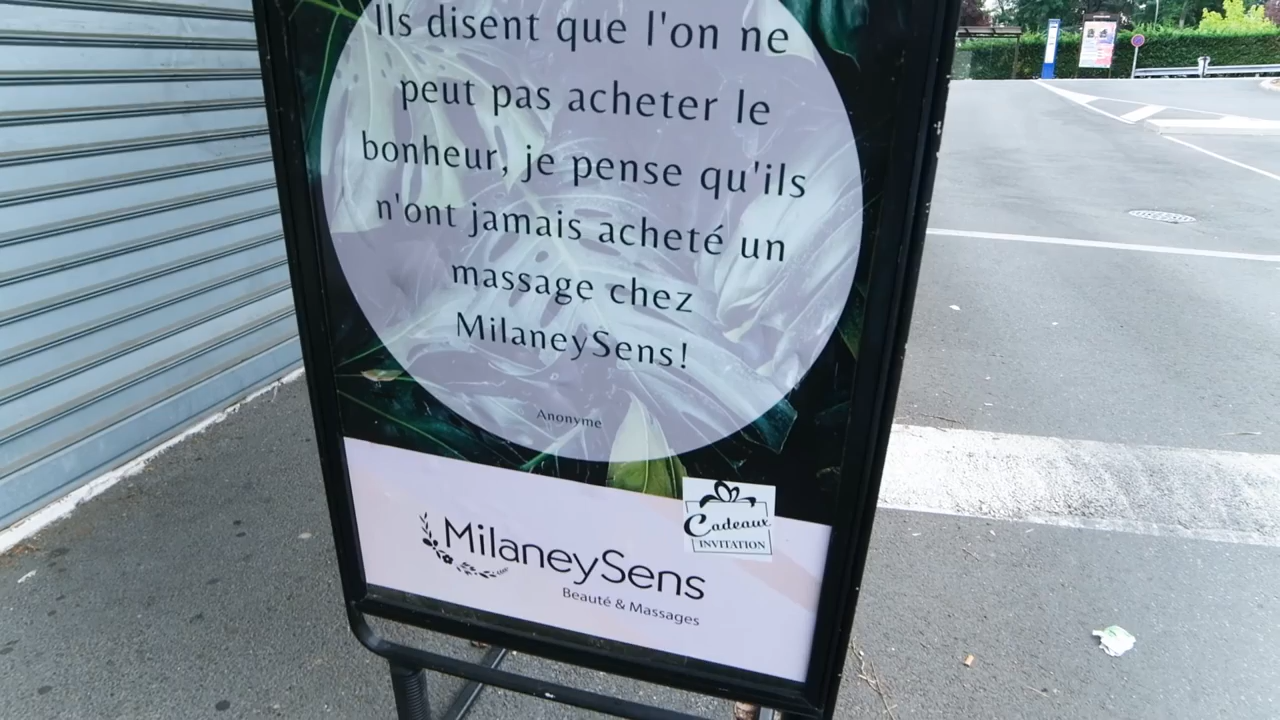 Ils disent que l'on ne
peut pas acheter le
bonheur, je pense qu'ils
n'ont jamais acheté un
massage chez
MilaneySens!
Anonyme
Cadeaux
INVITATION
MilaneySens
Beauté & Massages